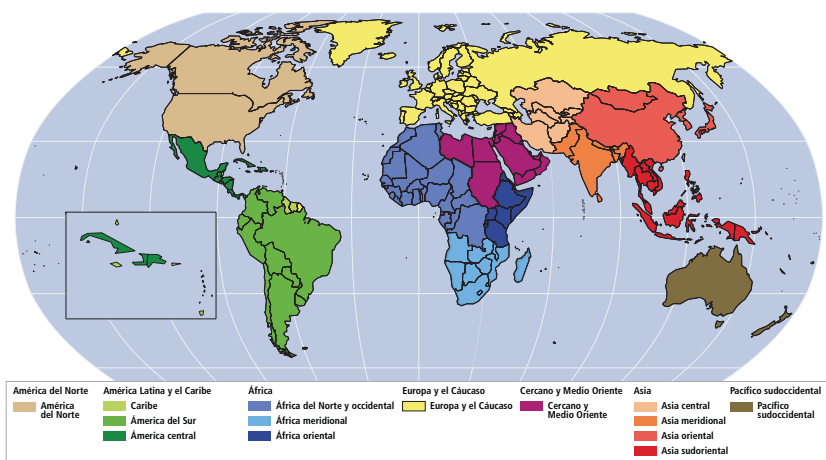 América del Norte
América
del Norte
América Latina y el Caribe
Caribe
Ámerica del Sur
Ámerica central
África
África del Norte y occidental
África meridional
África oriental
Europa y el Cáucaso
Europa y el Cáucaso
Cercano y Medio Oriente
Cercano y
Medio Oriente
Asia
Asia central
Asia meridional
Asia oriental
Asia sudoriental
Pacífico sudoccidental
Pacífico
sudoccidental